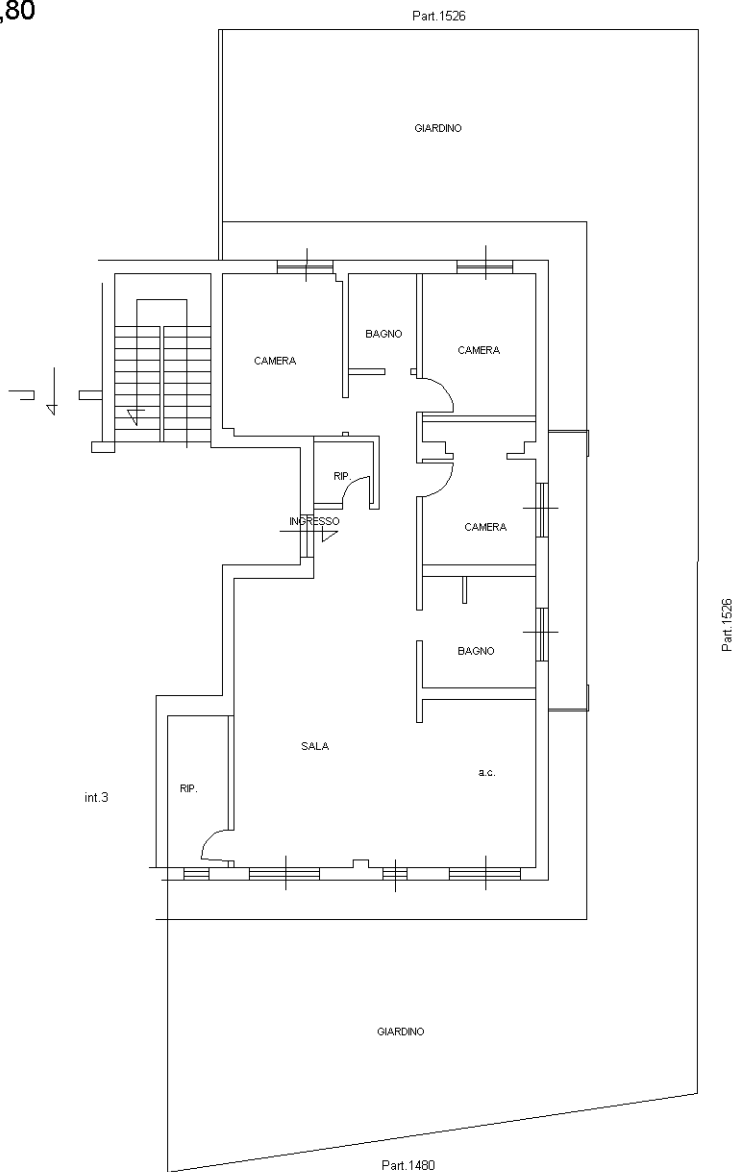 ,80
Part.1526
GIARDINO
BAGNO
CAMERA
CAMERA
RIP.
INGRESSO
CAMERA
Part.1526
BAGNO
SALA
a.c.
RIP.
int.3
GIARDINO
Part.1480